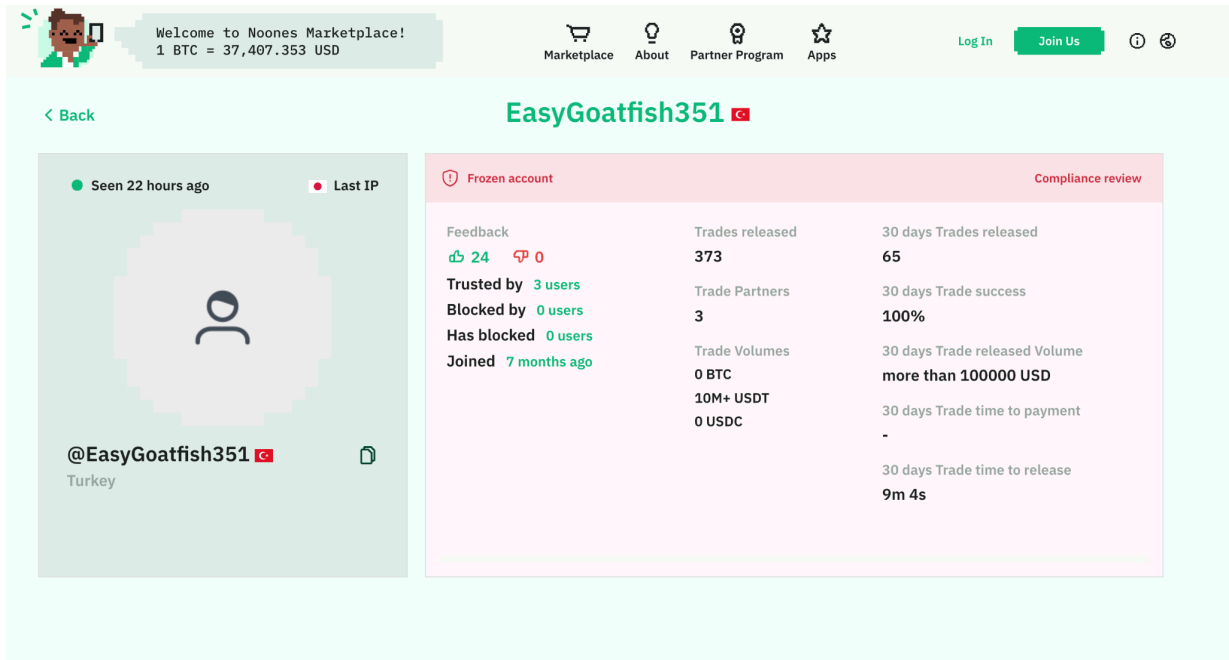 Welcome to Noones Marketplace!
1 BTC = 37,407.353 USD
Marketplace
About
Partner Program
Apps
Log In
Join Us
Back
EasyGoatfish351
Seen 22 hours ago
Last IP
@EasyGoatfish351
Turkey
Frozen account
Compliance review
Feedback
24 0
Trusted by 3 users
Blocked by 0 users
Has blocked 0 users
Joined 7 months ago
Trades released
373
Trade Partners
3
Trade Volumes
0 BTC
10M+ USDT
0 USDC
30 days Trades released
65
30 days Trade success
100%
30 days Trade released Volume
more than 100000 USD
30 days Trade time to payment
-
30 days Trade time to release
9m 4s